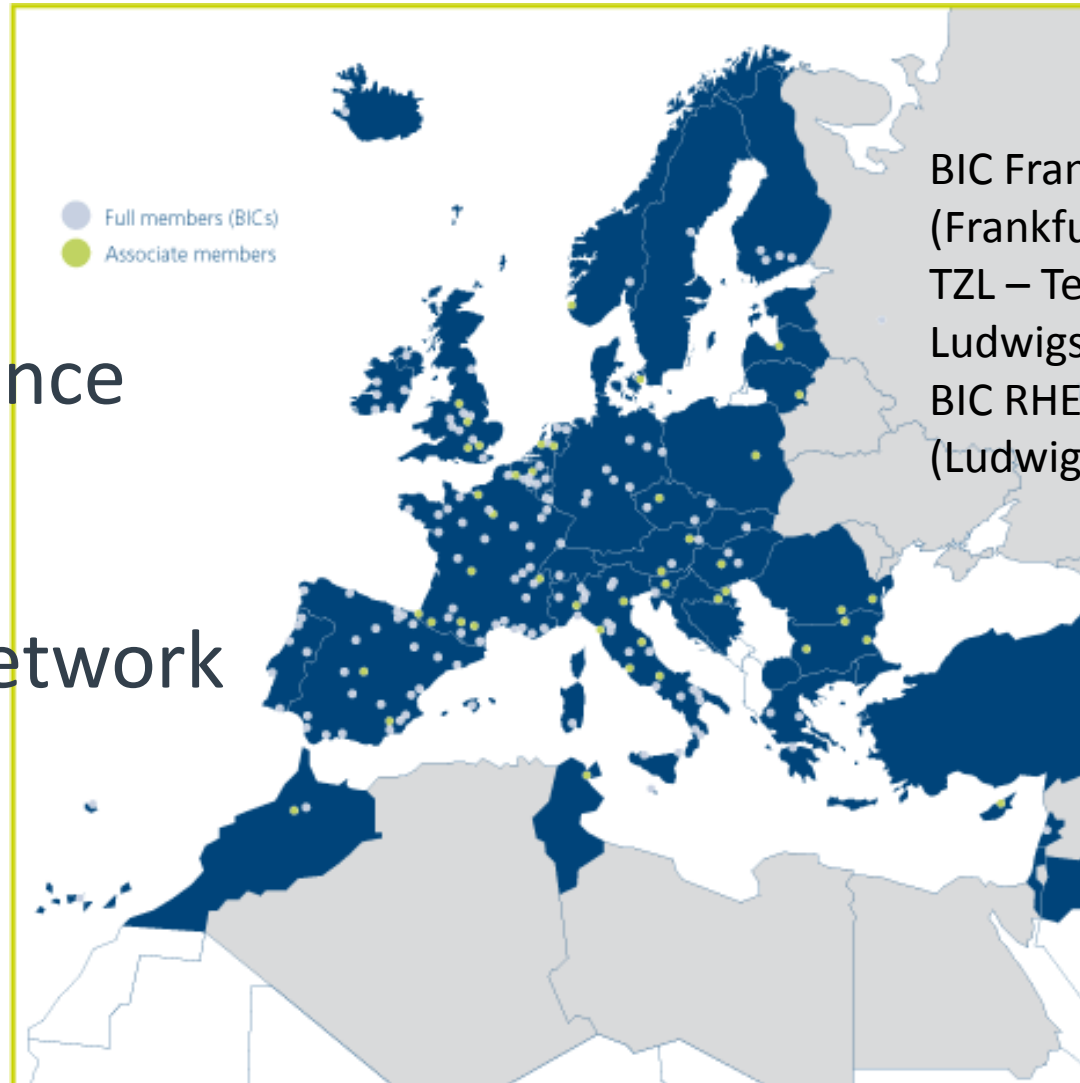 Full members (BICs)
Associate members
nce
etwork
BIC Fran
(Frankfu
TZL – Te
Ludwigs
BIC RHE
(Ludwig